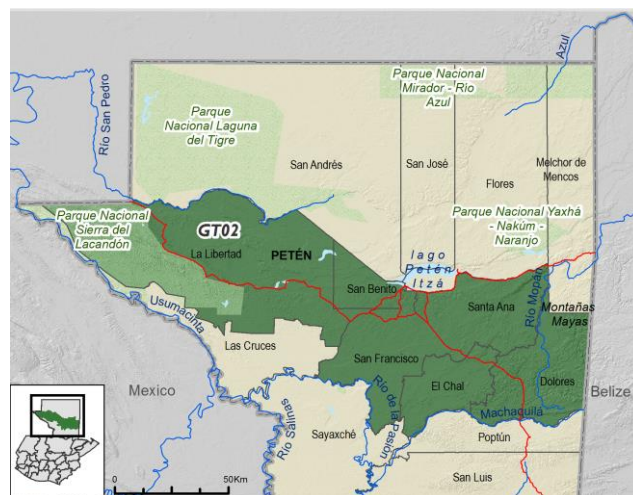 Azul
Parque Nacional
Mirador - Río
Azul
Río San Pedro
Parque
Nacional Laguna
del Tigre
San Andrés
San José
Flores
Melchor de
Mencos
Parque Nacional
Sierra del
Lacandón
GT02
La Libertad
PETÉN
Parque Nacional Yaxhá
- Nakúm -
Naranjo
lago
Petén
Itzá
San Benito
Santa Ana
Río Mopán
Montañas
Mayas
Usumacinta
Las Cruces
San Francisco
El Chal
Dolores
Mexico
Río Salinas
Río de la Pasión
Machaquilá
Belize
Sayaxché
Poptún
San Luis
0
50Km